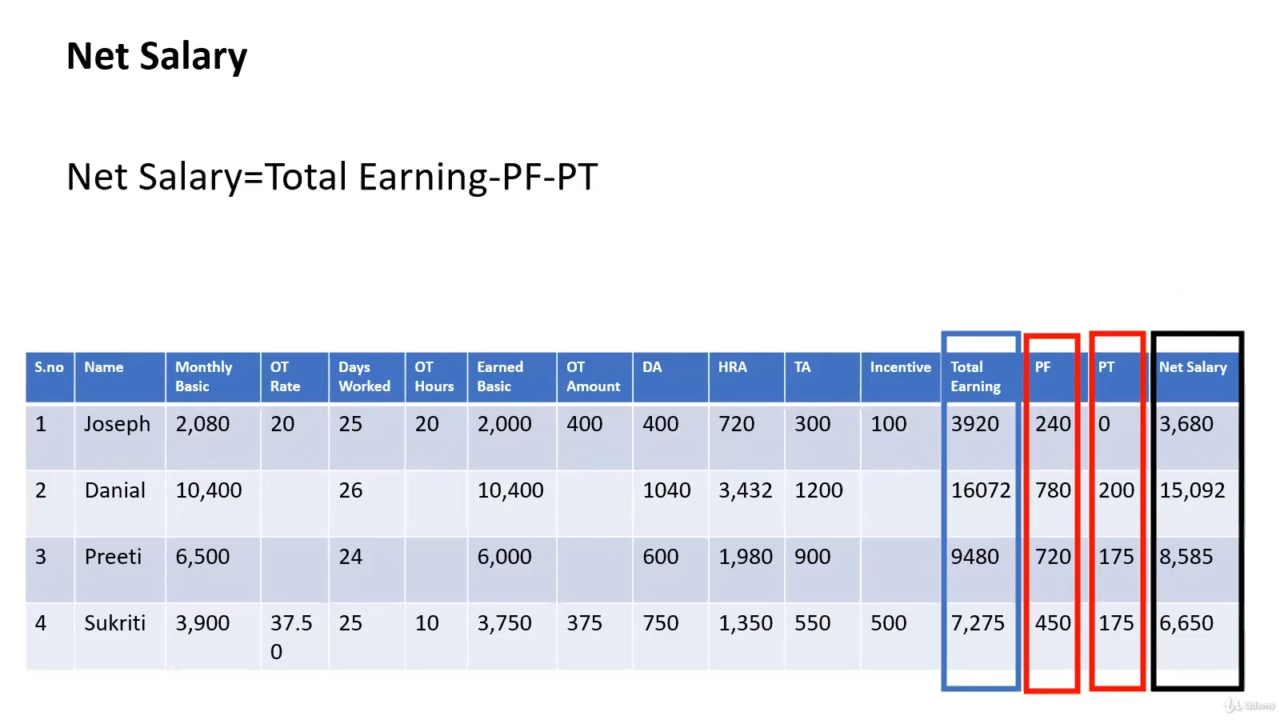 Net Salary
Net Salary=Total Earning-PF-PT
S.no Name Monthly Basic OT Rate Days Worked OT Hours Earned Basic OT Amount DA HRA TA Incentive Total Earning PF PT Net Salary
1 Joseph 2,080 20 25 20 2,000 400 400 720 300 100 3920 240 0 3,680
2 Danial 10,400 26 10,400 1040 3,432 1200 16072 780 200 15,092
3 Preeti 6,500 24 6,000 600 1,980 900 9480 720 175 8,585
4 Sukriti 3,900 37.50 25 10 3,750 375 750 1,350 550 500 7,275 450 175 6,650
Udemy